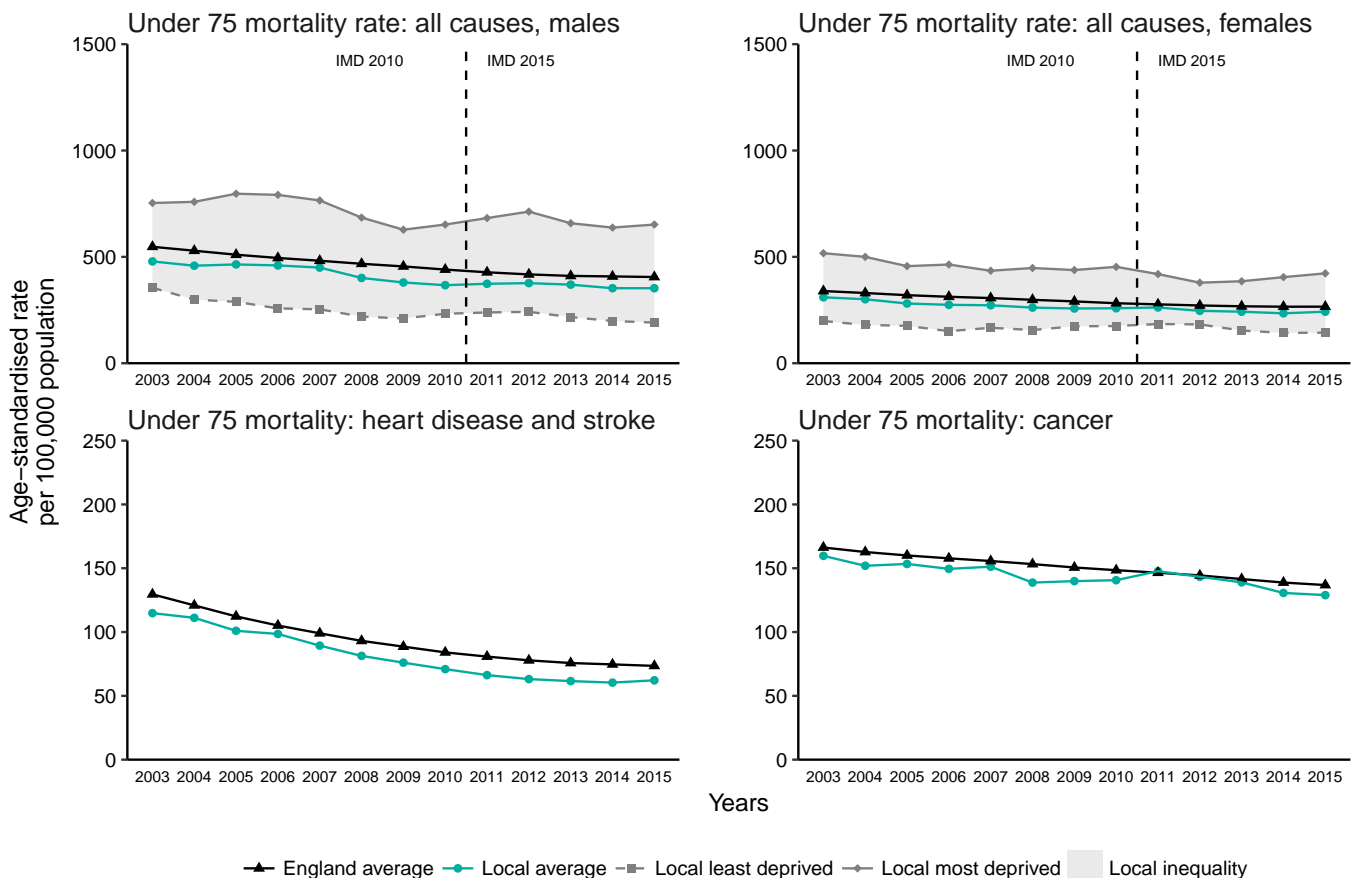 Under 75 mortality rate: all causes, males
IMD 2010
IMD 2015
1500
1000
500
0
2003 2004 2005 2006 2007 2008 2009 2010 2011 2012 2013 2014 2015
Under 75 mortality rate: all causes, females
IMD 2010
IMD 2015
1500
1000
500
0
2003 2004 2005 2006 2007 2008 2009 2010 2011 2012 2013 2014 2015
Age−standardised rate
per 100,000 population
Under 75 mortality: heart disease and stroke
250
200
150
100
50
0
2003 2004 2005 2006 2007 2008 2009 2010 2011 2012 2013 2014 2015
Under 75 mortality: cancer
250
200
150
100
50
0
2003 2004 2005 2006 2007 2008 2009 2010 2011 2012 2013 2014 2015
Years
England average Local average Local least deprived Local most deprived Local inequality